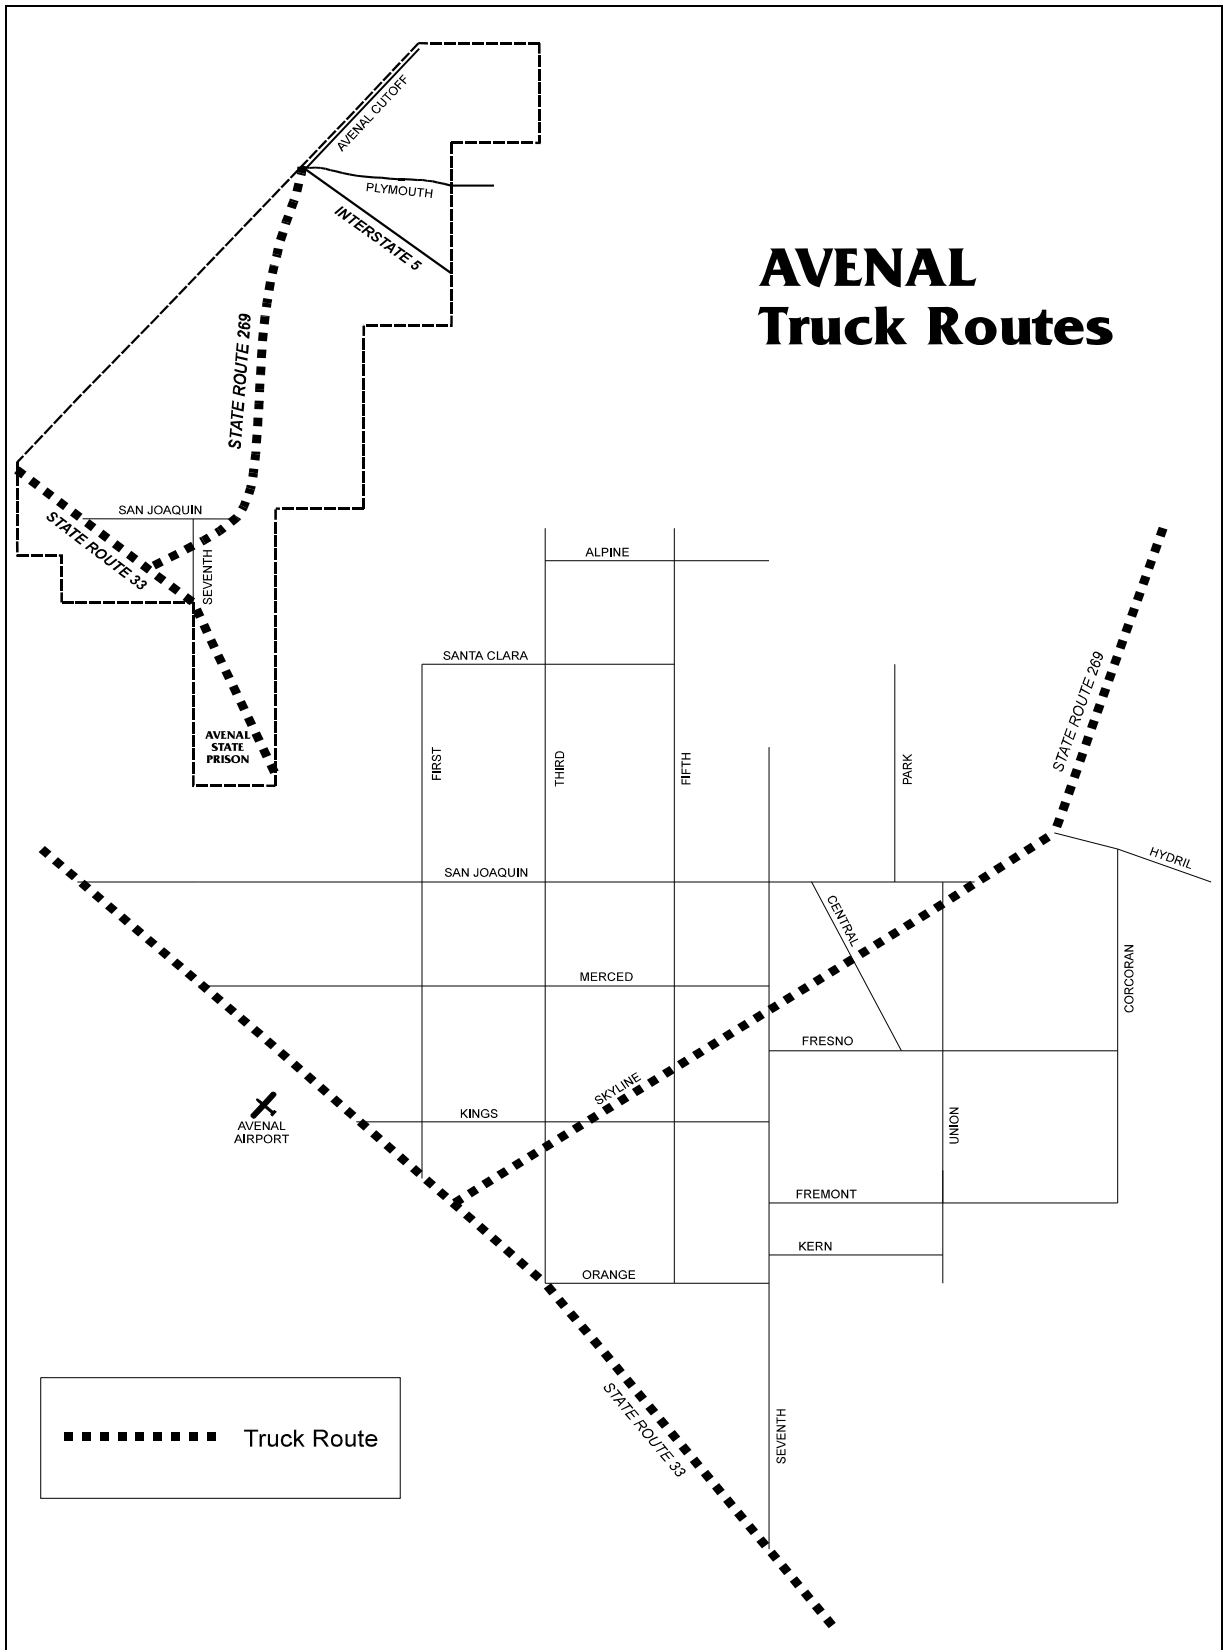 AVENAL CUTOFF
PLYMOUTH
INTERSTATE 5
AVENAL
Truck Routes
STATE ROUTE 269
SAN JOAQUIN
STATE ROUTE 33
SEVENTH
AVENAL
STATE
PRISON
ALPINE
SANTA CLARA
STATE ROUTE 269
FIRST
THIRD
FIFTH
PARK
HYDRIL
SAN JOAQUIN
CENTRAL
MERCED
CORCORAN
FRESNO
SKYLINE
KINGS
AVENAL
AIRPORT
UNION
FREMONT
KERN
ORANGE
STATE ROUTE 33
SEVENTH
Truck Route